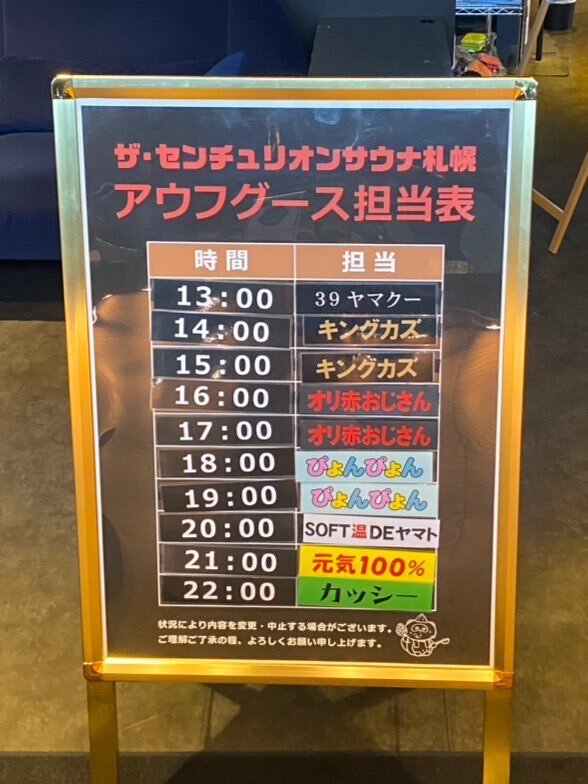 ザ・センチュリオンサウナ札幌
アウフグース担当表
時間 担当
13:00 39ヤマクー
14:00 キングカズ
15:00 キングカズ
16:00 オリ赤おじさん
17:00 オリ赤おじさん
18:00 ぴょんぴょん
19:00 ぴょんぴょん
20:00 SOFT温DEヤマト
21:00 元気100%
22:00 カッシー
状況により内容を変更・中止する場合がございます。
ご理解ご了承の程、よろしくお願い申し上げます。